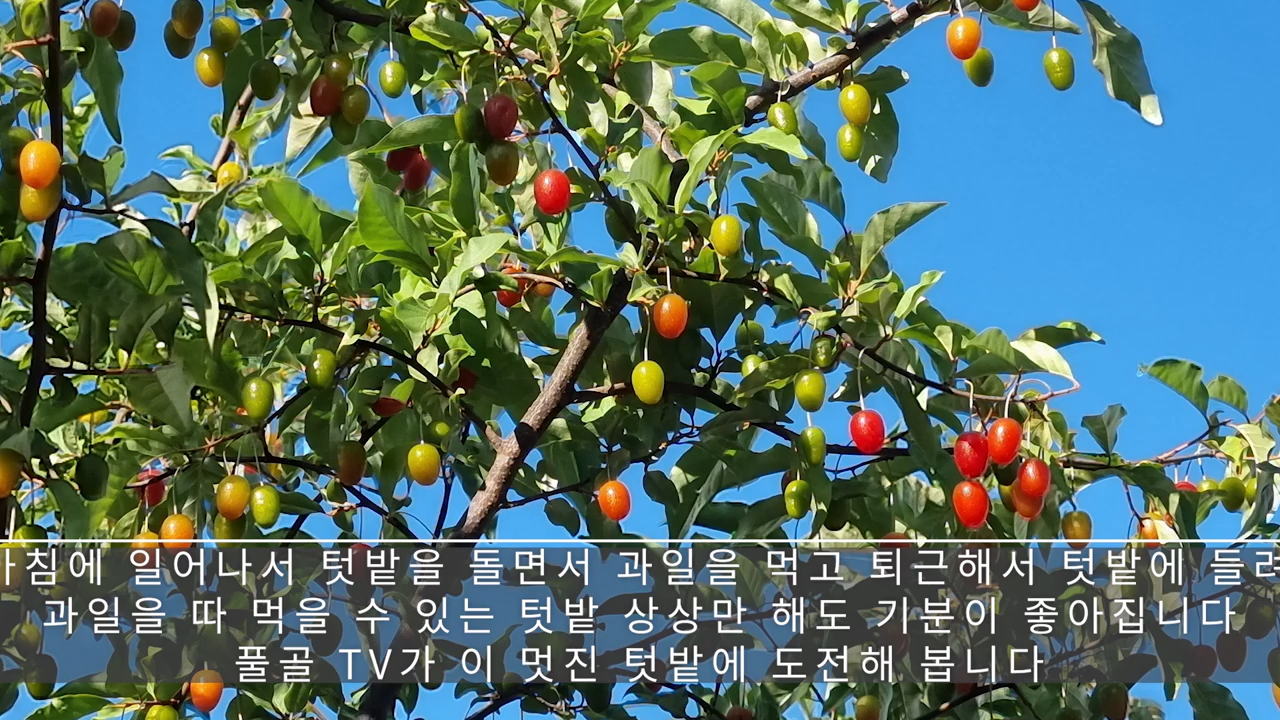 침에 일어나서 텃밭을 돌면서 과일을 먹고 퇴근해서 텃밭에
과일을 따 먹을 수 있는 텃밭 상상만 해도 기분이 좋아집니다
풀골 TV가 이 멋진 텃밭에 도전해 봅니다